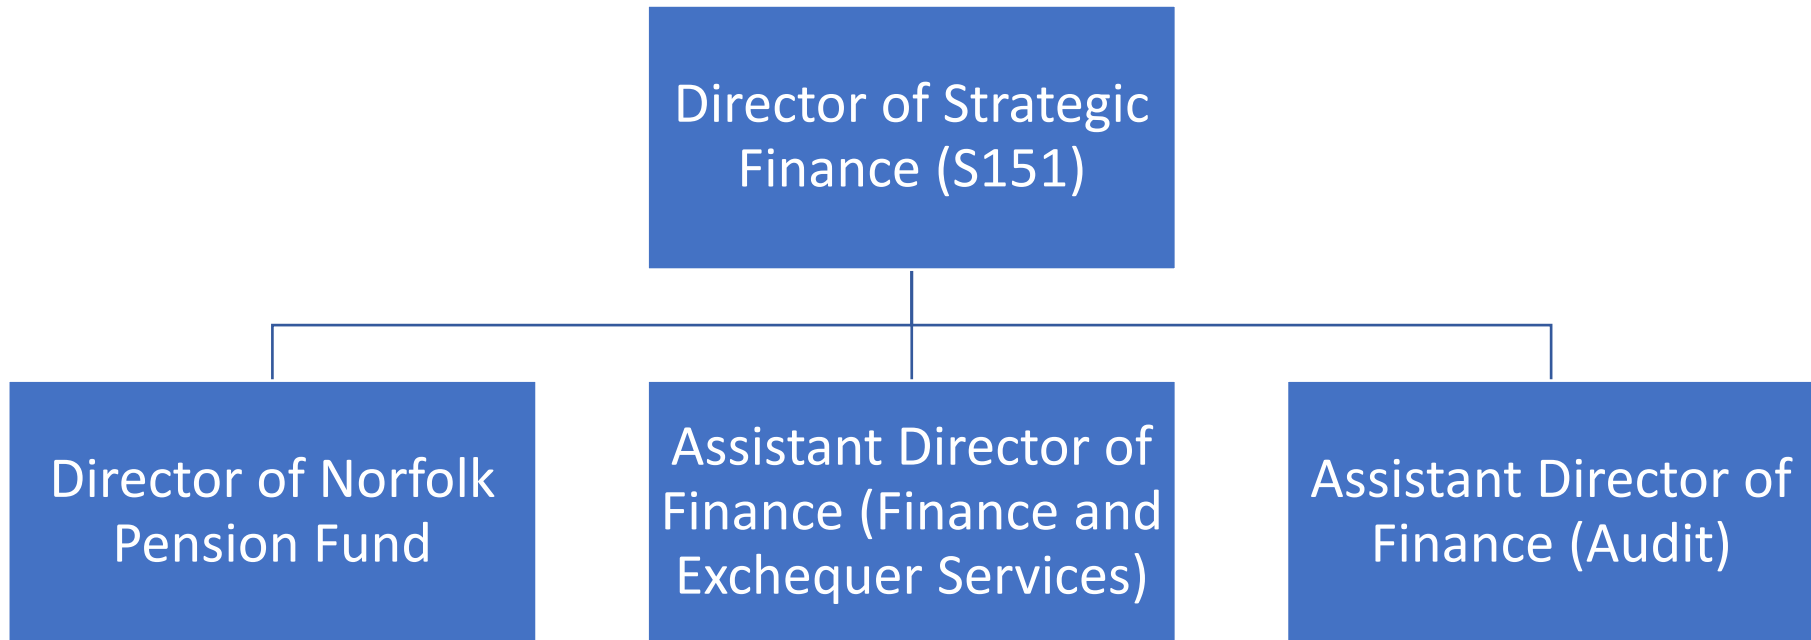 Director of Strategic
Finance (S151)
Director of Norfolk
Pension Fund
Assistant Director of
Finance (Finance and
Exchequer Services)
Assistant Director of
Finance (Audit)